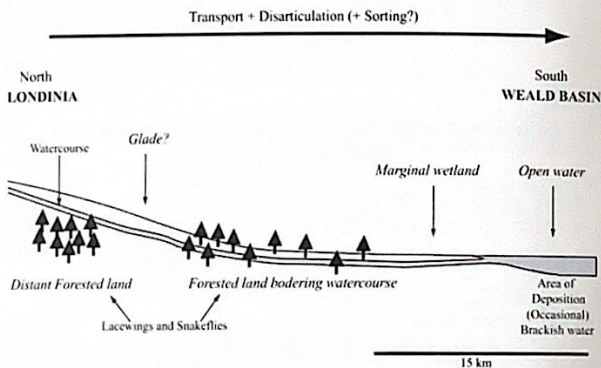 Transport + Disarticulation (+ Sorting?)
North
LONDINIA
South
WEALD BASIN
Watercourse
Glade?
Marginal wetland
Open water
Distant Forested land
Forested land bodering watercourse
Lacewings and Snakeflies
Area of
Deposition
(Occasional)
Brackish water
15 km